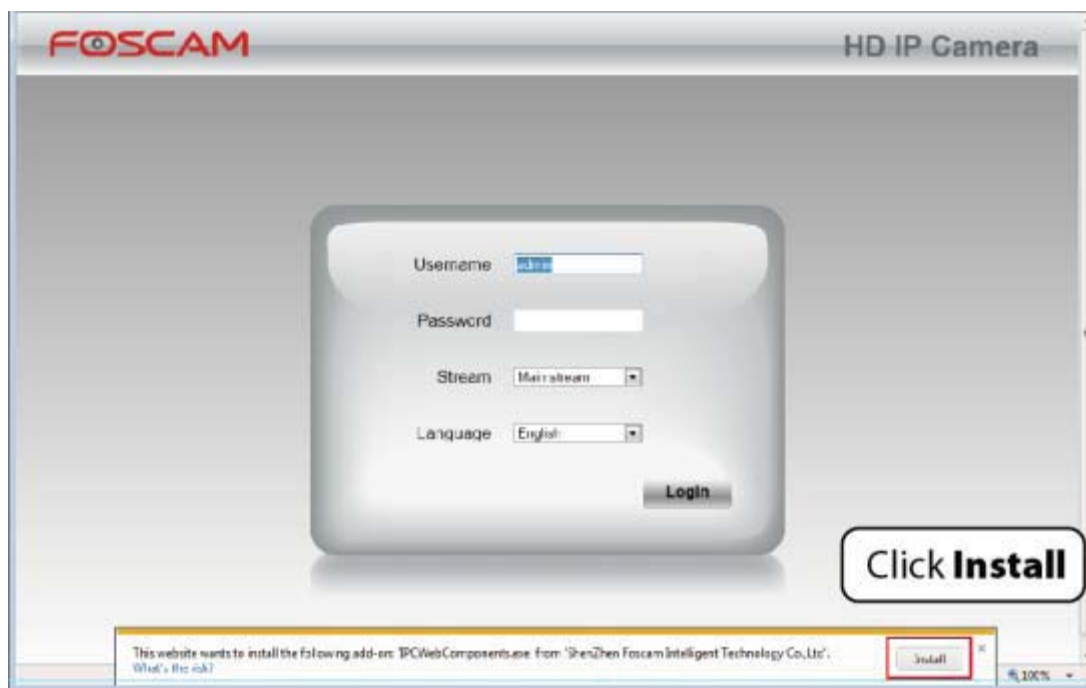 FOSCAM
HD IP Camera
Username admin
Password
Stream Mainstream
Language English
Login
Click Install
This website wants to install the following add-on: 'IPCWebComponents.exe' from 'ShenZhen Foscam Intelligent Technology Co.,Ltd'.
What's the risk?
Install
×
100%